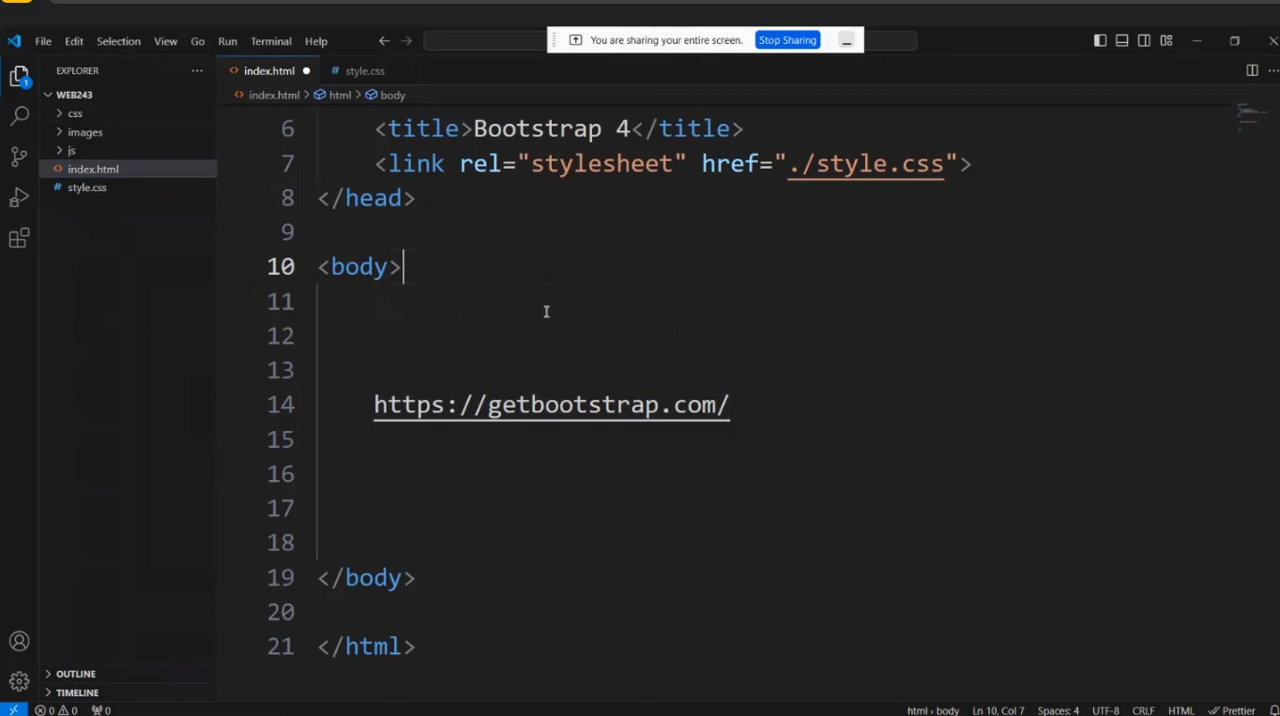 File Edit Selection View Go Run Terminal Help
You are sharing your entire screen. Stop Sharing
EXPLORER
index.html
style.css
WEB243
index.html > html > body
css
images
js
index.html
style.css
6 <title>Bootstrap 4</title>
7 <link rel="stylesheet" href="./style.css">
8 </head>
9
10 <body>
11
12
13
14 https://getbootstrap.com/
15
16
17
18
19 </body>
20
21 </html>
OUTLINE
TIMELINE
1
0 0 0
html > body Ln 10, Col 7 Spaces: 4 UTF-8 CRLF HTML Prettier